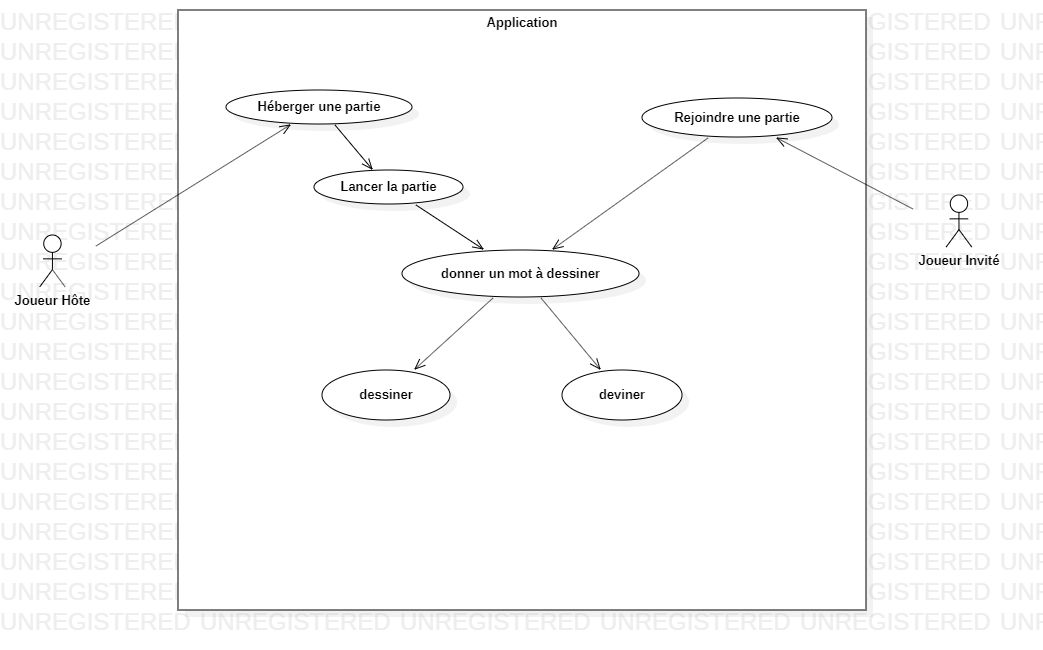 Application
Héberger une partie
Rejoindre une partie
Lancer la partie
Joueur Hôte
Joueur Invité
donner un mot à dessiner
dessiner
deviner
UNREGISTERED UNREGISTERED UNREGISTERED UNREGISTERED UNREGISTERED UNR